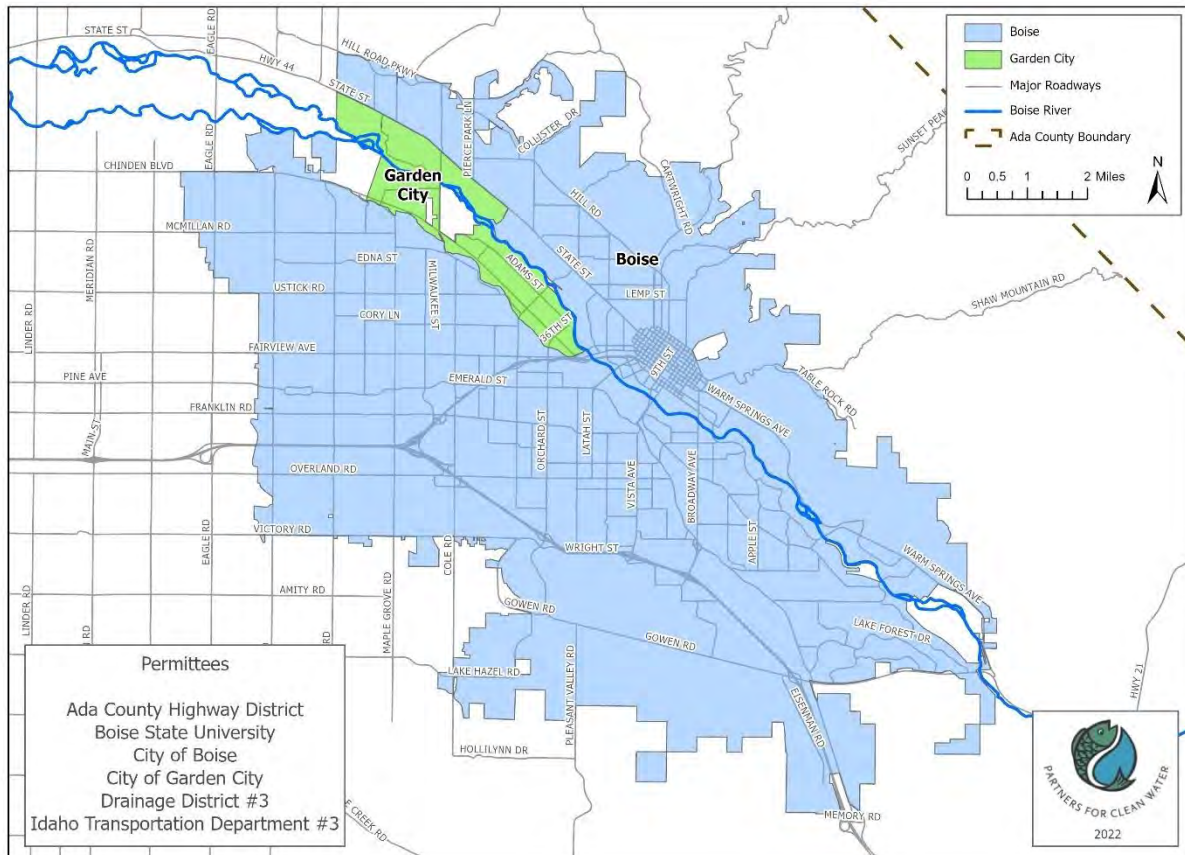 STATE ST
EAGLE RD
HWY 44
HILL ROAD PKWY
STATE ST
PIERCE PARK LN
COLLISTER DR
CARTWRIGHT RD
SUNSET PEAK
EAGLE RD
CHINDEN BLVD
Garden
City
HILL RD
MCMILLAN RD
MERIDIAN RD
EDNA ST
MILWAUKEE ST
ADAMS ST
STATE ST
Boise
USTICK RD
LEMP ST
SHAW MOUNTAIN RD
LINDER RD
CORY LN
36TH ST
FAIRVIEW AVE
9TH ST
PINE AVE
EMERALD ST
TABLE ROCK RD
WARM SPRINGS AVE
FRANKLIN RD
MAIN ST
ORCHARD ST
LATAH ST
OVERLAND RD
VISTA AVE
BROADWAY AVE
VICTORY RD
EAGLE RD
COLE RD
WRIGHT ST
APPLE ST
WARM SPRINGS AVE
LINDER RD
AMITY RD
MAPLE GROVE RD
GOWEN RD
GOWEN RD
LAKE FOREST DR
RD
RD
LAKE HAZEL RD
PLEASANT VALLEY RD
EISENMAN RD
HWY 21
HOLLILYNN DR
E CREEK RD
MEMORY RD
Boise
Garden City
Major Roadways
Boise River
Ada County Boundary
N
0 0.5 1 2 Miles
Permittees
Ada County Highway District
Boise State University
City of Boise
City of Garden City
Drainage District #3
Idaho Transportation Department #3
PARTNERS FOR CLEAN WATER
2022